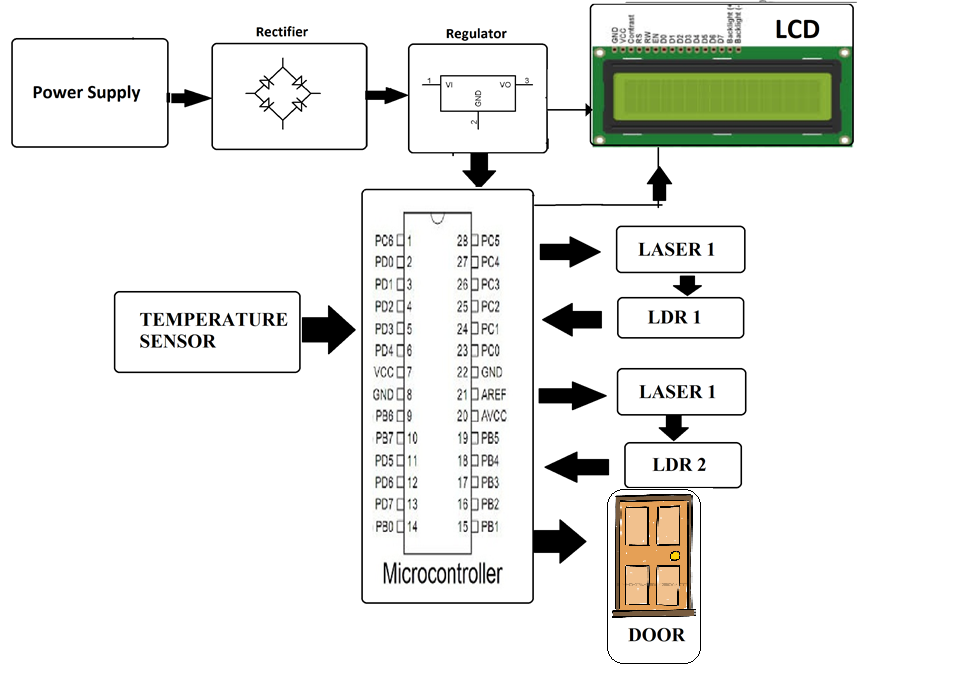 Power Supply
Rectifier
Regulator
1
VI
VO
3
GND
2
GND
VCC
Contrast
RS
RW
EN
D0
D1
D2
D3
D4
D5
D6
D7
Backlight (+
Backlight (-
LCD
TEMPERATURE
SENSOR
PC6 1 28 PC5
PD0 2 27 PC4
PD1 3 26 PC3
PD2 4 25 PC2
PD3 5 24 PC1
PD4 6 23 PC0
VCC 7 22 GND
GND 8 21 AREF
PB6 9 20 AVCC
PB7 10 19 PB5
PD5 11 18 PB4
PD6 12 17 PB3
PD7 13 16 PB2
PB0 14 15 PB1
Microcontroller
LASER 1
LDR 1
LASER 1
LDR 2
DOOR